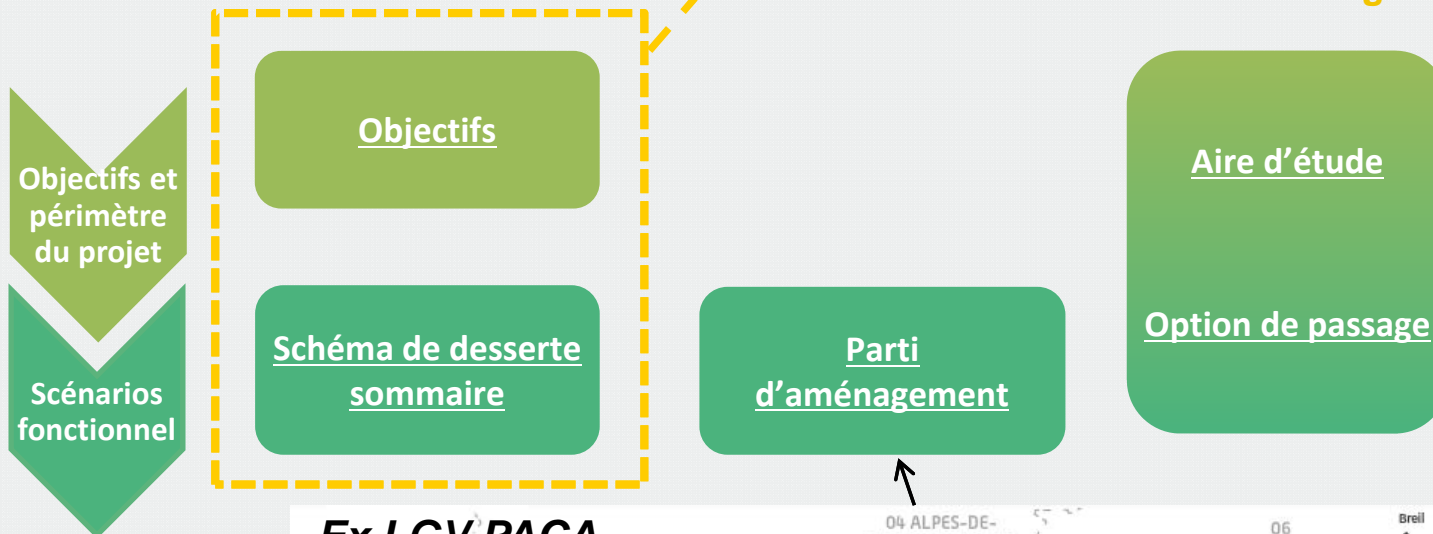 Objectifs et
périmètre
du projet
Objectifs
Aire d'étude
Scénarios
fonctionnel
Schéma de desserte
sommaire
Parti
d'aménagement
Option de passage
Ex LGV PACA
04 ALPES-DE-
06
Breil